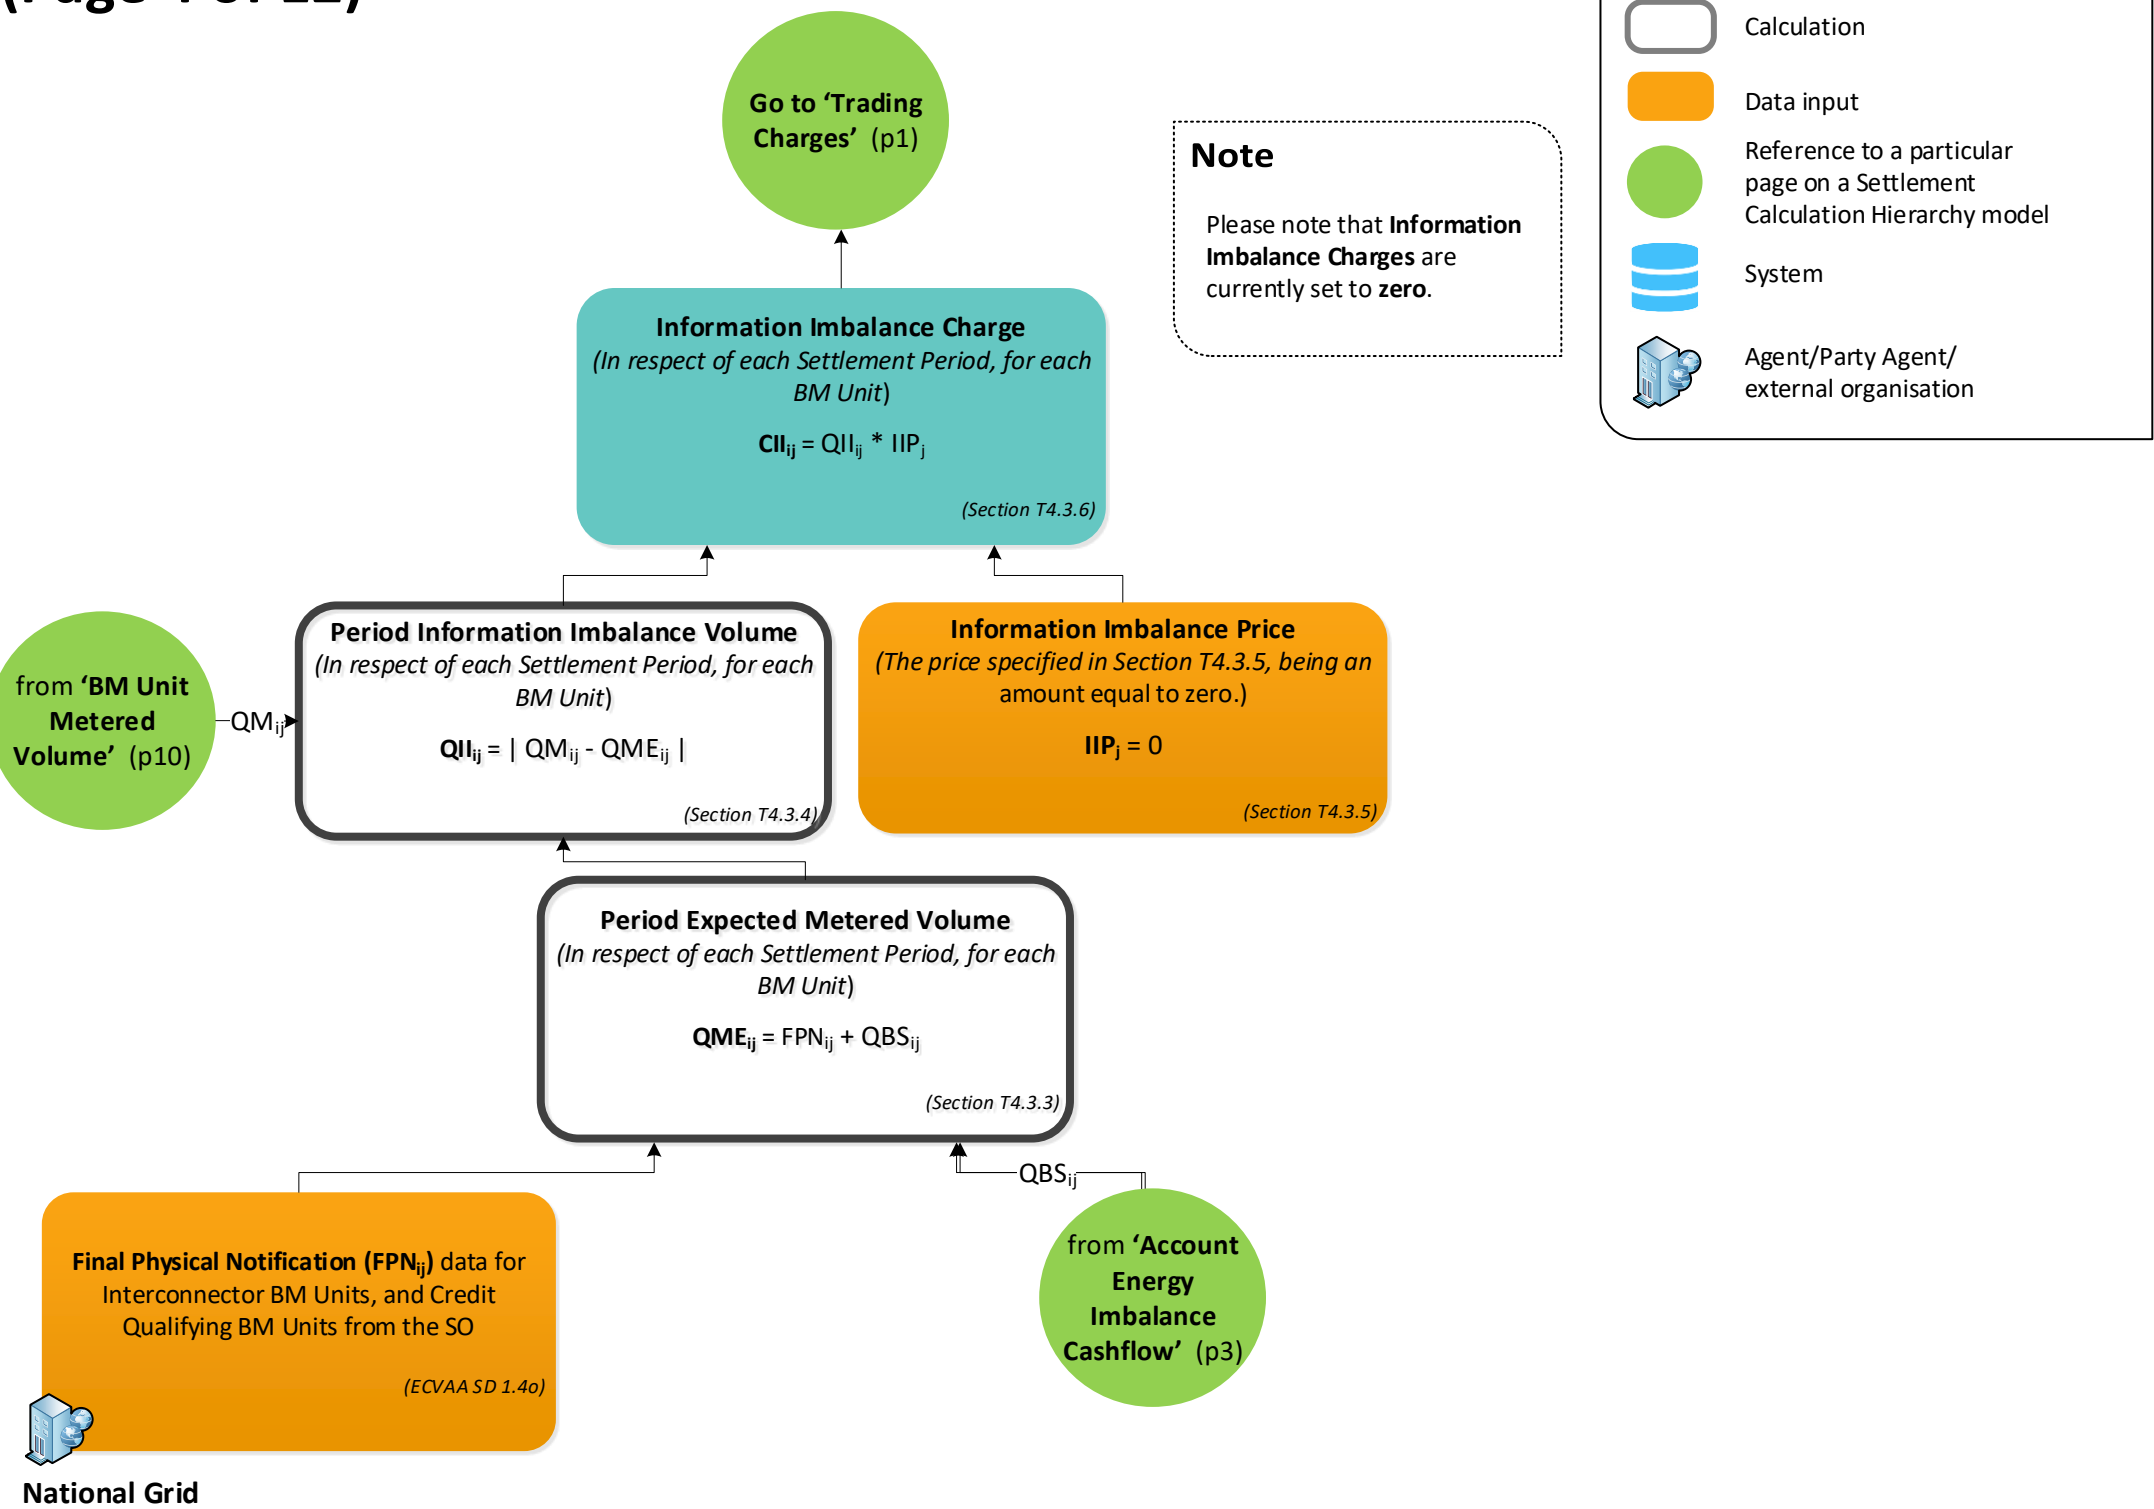 Calculation
Data input
Reference to a particular
page on a Settlement
Calculation Hierarchy model
System
Agent/Party Agent/
external organisation
Go to ‘Trading
Charges’ (p1)
Note
Please note that Information
Imbalance Charges are
currently set to zero.
Information Imbalance Charge
(In respect of each Settlement Period, for each
BM Unit)
CIIij = QIIij * IIPj
(Section T4.3.6)
from ‘BM Unit
Metered
Volume’ (p10)
QMij
Period Information Imbalance Volume
(In respect of each Settlement Period, for each
BM Unit)
QIIij = | QMij - QMEij |
(Section T4.3.4)
Information Imbalance Price
(The price specified in Section T4.3.5, being an
amount equal to zero.)
IIPj = 0
(Section T4.3.5)
Period Expected Metered Volume
(In respect of each Settlement Period, for each
BM Unit)
QMEij = FPNij + QBSij
(Section T4.3.3)
QBSij
Final Physical Notification (FPNij) data for
Interconnector BM Units, and Credit
Qualifying BM Units from the SO
(ECVAA SD 1.4o)
from ‘Account
Energy
Imbalance
Cashflow’ (p3)
National Grid